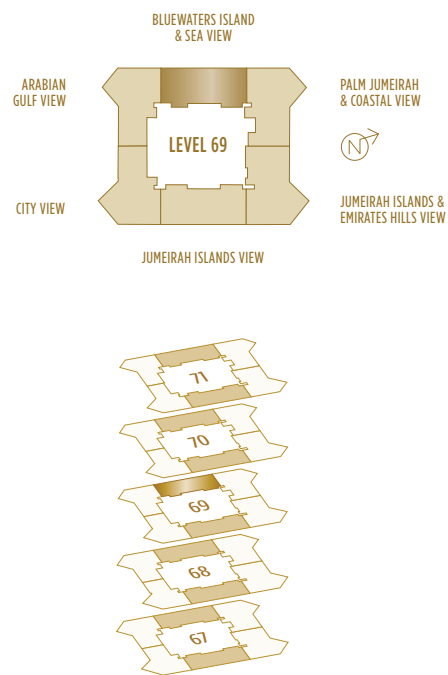 BLUEWATERS ISLAND
& SEA VIEW
ARABIAN
GULF VIEW
PALM JUMEIRAH
& COASTAL VIEW
LEVEL 69
N
CITY VIEW
JUMEIRAH ISLANDS &
EMIRATES HILLS VIEW
JUMEIRAH ISLANDS VIEW
71
70
69
68
67